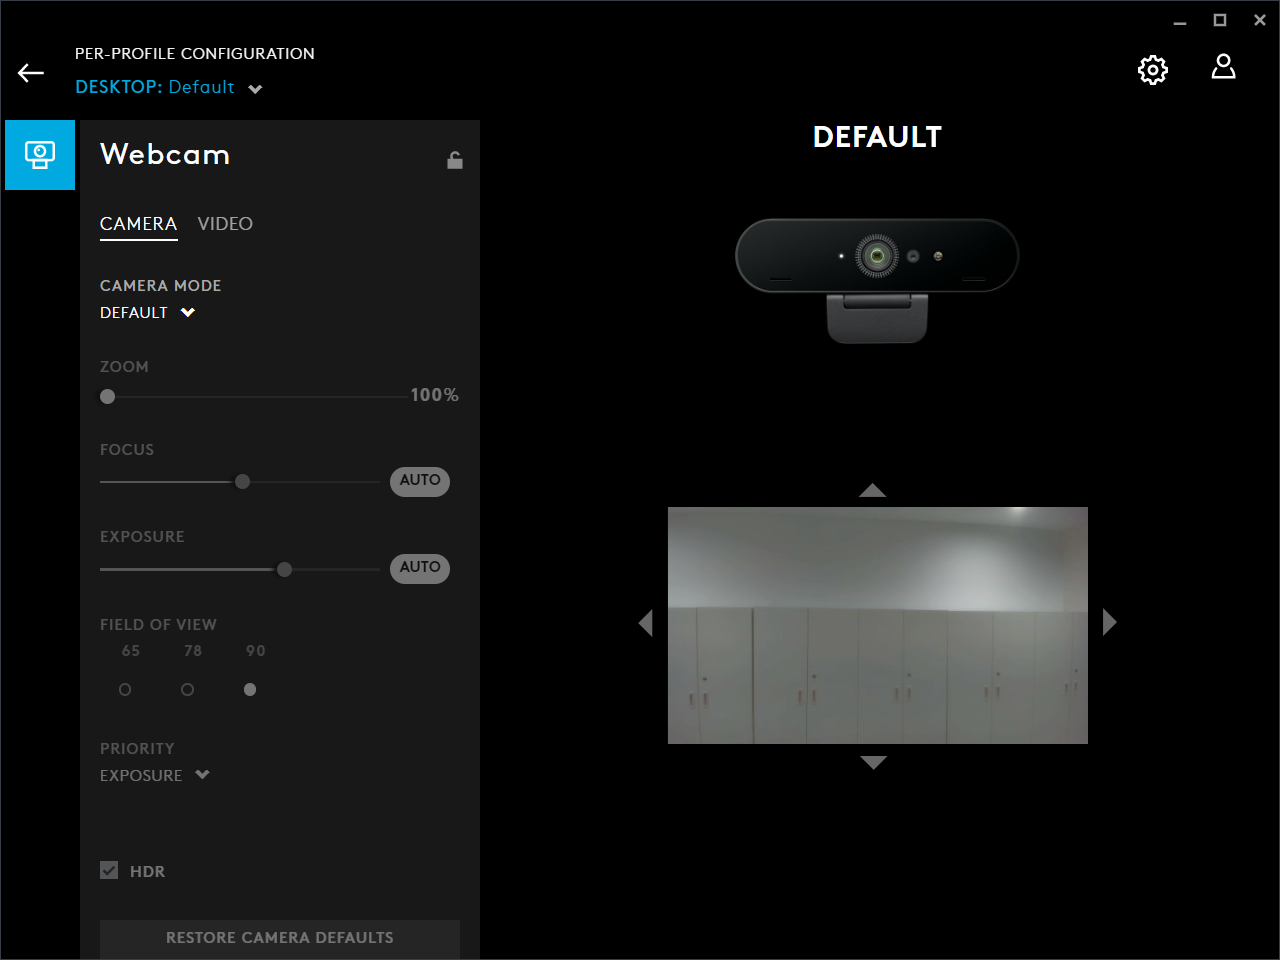 PER-PROFILE CONFIGURATION
DESKTOP: Default
Webcam
CAMERA VIDEO
CAMERA MODE
DEFAULT
ZOOM
100%
FOCUS
AUTO
EXPOSURE
AUTO
FIELD OF VIEW
65 78 90
PRIORITY
EXPOSURE
HDR
RESTORE CAMERA DEFAULTS
DEFAULT